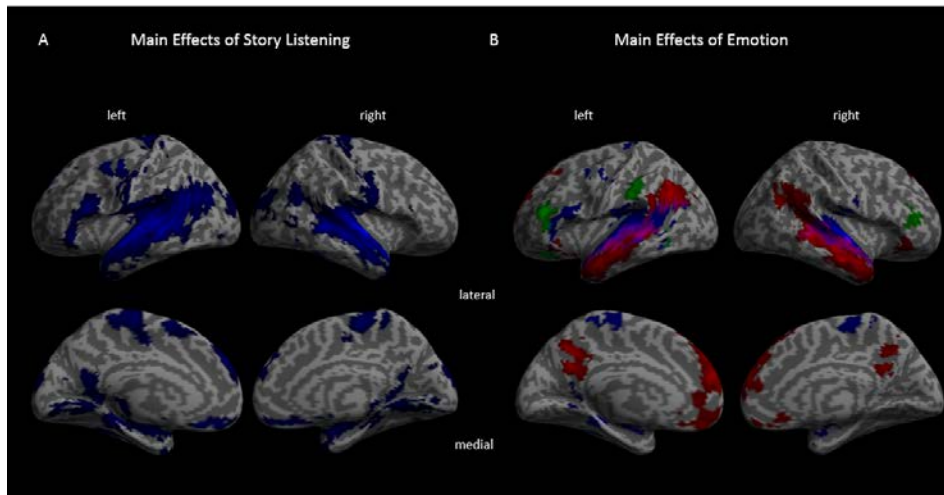 A Main Effects of Story Listening
B Main Effects of Emotion
left right
left right
lateral
medial